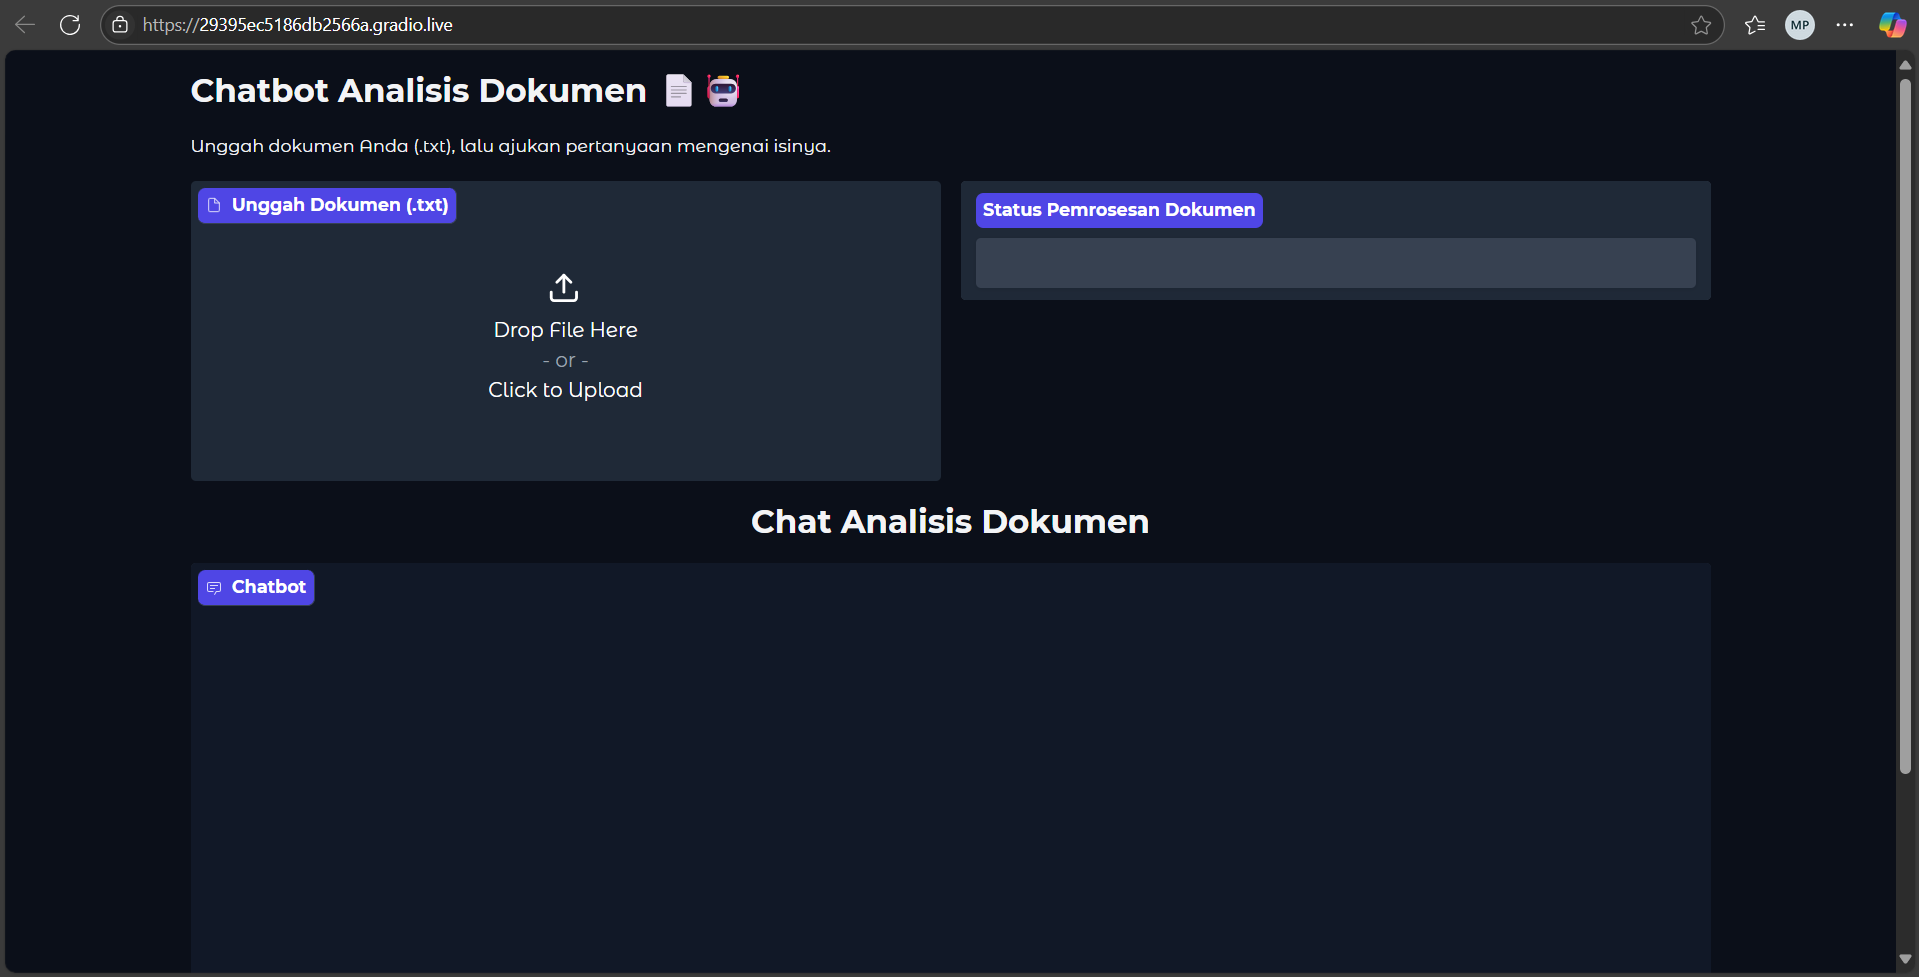 https://29395ec5186db2566a.gradio.live
MP
Chatbot Analisis Dokumen
Unggah dokumen Anda (.txt), lalu ajukan pertanyaan mengenai isinya.
Unggah Dokumen (.txt)
Drop File Here
- or -
Click to Upload
Status Pemrosesan Dokumen
Chat Analisis Dokumen
Chatbot